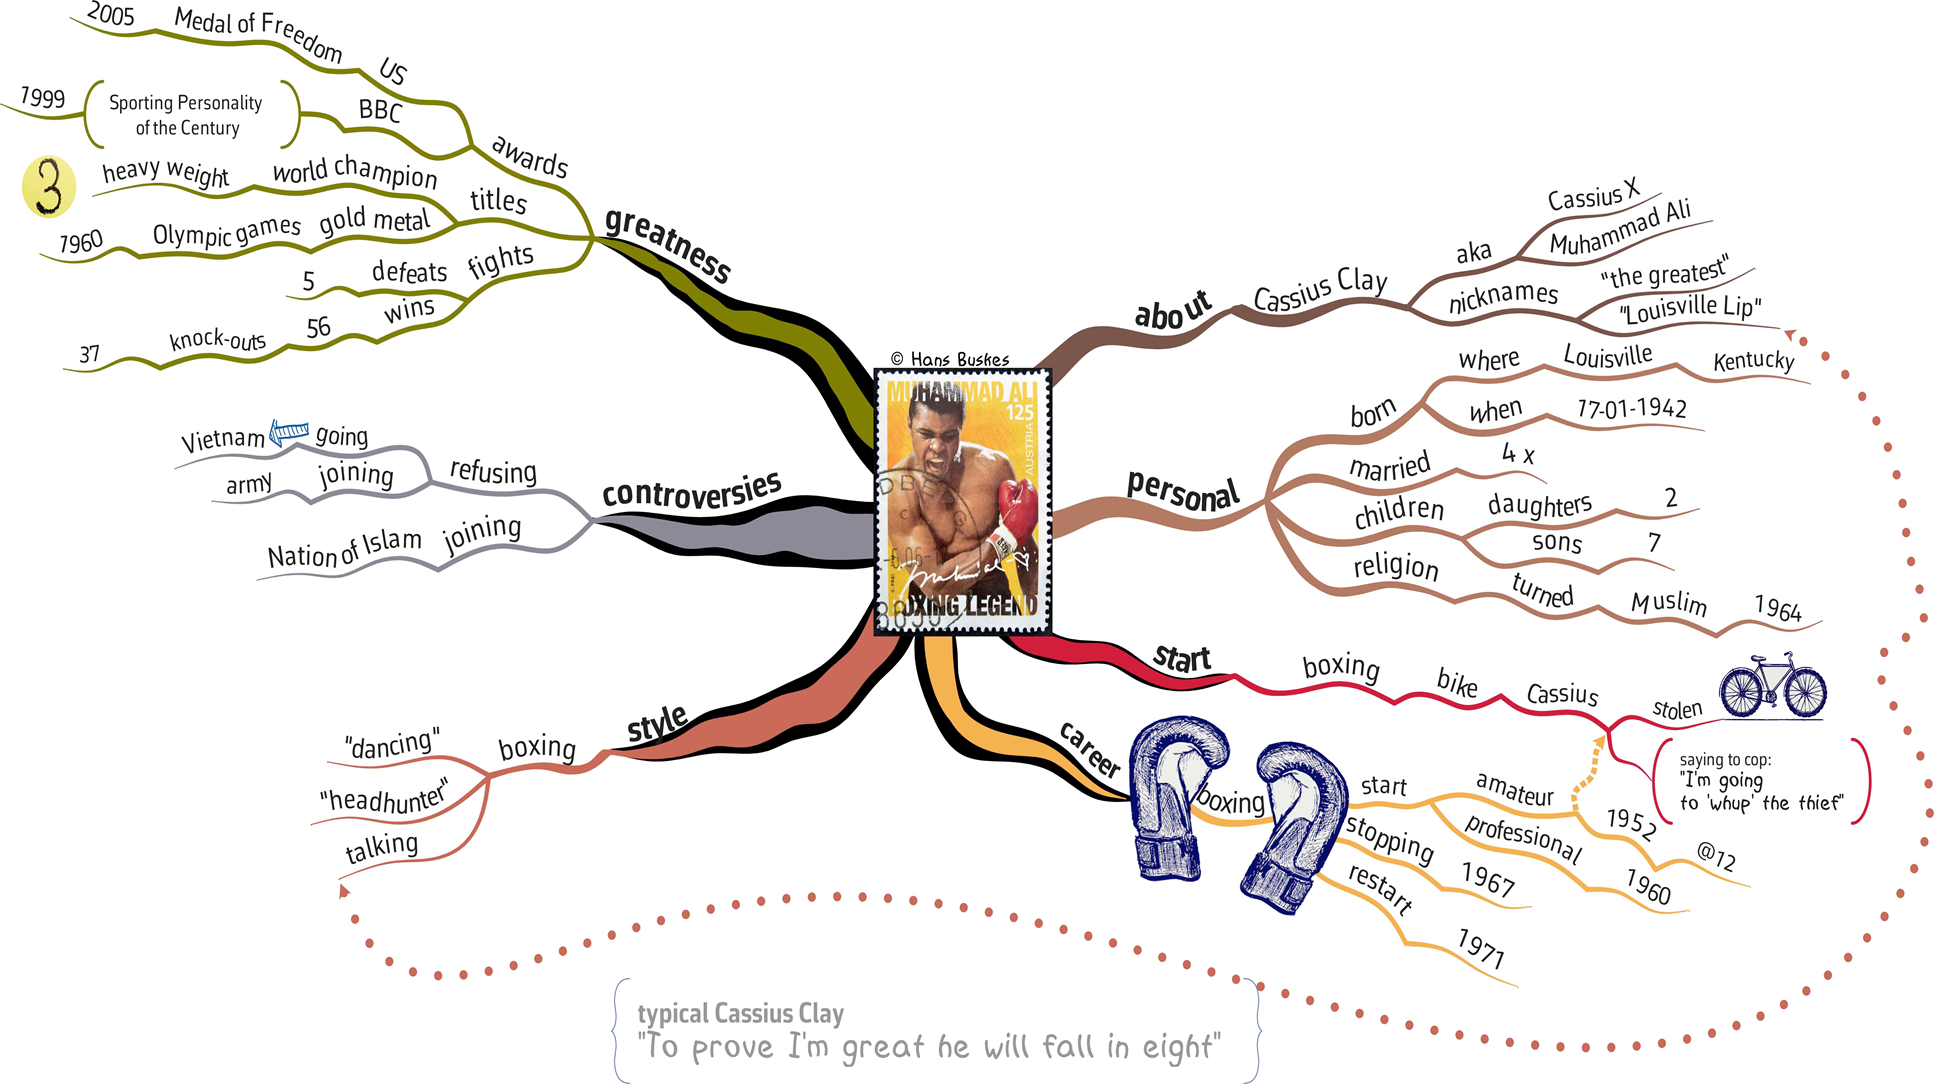 2005 Medal of Freedom US
1999 Sporting Personality
of the Century
BBC
awards
3 heavy weight world champion
titles
1960 Olympic games gold metal
5 defeats
fights
37 knock-outs 56 wins
greatness
Vietnam going
army joining
refusing
Nation of Islam joining
controversies
"dancing"
"headhunter"
talking
boxing
style
© Hans Buskes
MUHAMMAD ALI
125
AUSTRIA
BOXING LEGEND
about Cassius Clay
aka
Cassius X
Muhammad Ali
nicknames
"the greatest"
"Louisville Lip"
personal
born
where Louisville Kentucky
when 17-01-1942
married 4 x
children
daughters 2
sons 7
religion turned Muslim 1964
start boxing bike Cassius stolen
saying to cop:
"I'm going
to 'whup' the thief"
career boxing
start
amateur 1952 @12
professional 1960
stopping 1967
restart 1971
typical Cassius Clay
"To prove I'm great he will fall in eight"